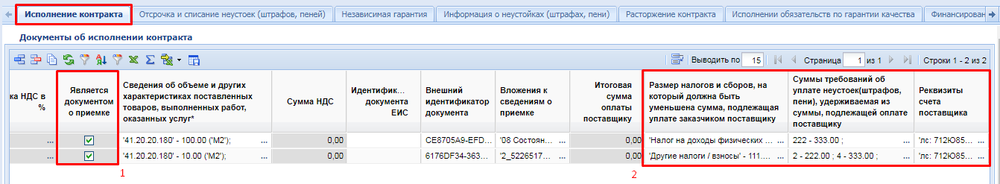 Исполнение контракта Отсрочка и списание неустоек (штрафов, пеней) Независимая гарантия Информация о неустойках (штрафах, пени) Расторжение контракта Исполнении обязательств по гарантии качества Финансирован
Документы об исполнении контракта
Выводить по 15 Страница 1 из 1 Строки 1 - 2 из 2
ка НДС в %
Является документом о приемке
Сведения об объеме и других характеристиках поставленных товаров, выполненных работ, оказанных услуг*
Сумма НДС
Идентифик... документа ЕИС
Внешний идентификатор документа
Вложения к сведениям о приемке
Итоговая сумма оплаты поставщику
Размер налогов и сборов, на который должна быть уменьшена сумма, подлежащая уплате заказчиком поставщику
Суммы требований об уплате неустоек(штрафов, пени), удерживаемая из суммы, подлежащей оплате поставщику
Реквизиты счета поставщика
... '41.20.20.180' - 100.00 ('М2'); ... 0,00 CE8705A9-EFD... '08 Состоян... ... 0,00 'Налог на доходы физических ... ... 222 - 333.00 ; ... 'лс: 712Ю85... ...
... '41.20.20.180' - 10.00 ('М2'); ... 0,00 6176DF34-363... '2_5226517... ... 0,00 'Другие налоги / взносы' - 111.... ... 2 - 222.00 ; 4 - 333.00 ; ... 'лс: 712Ю85... ...
1 2